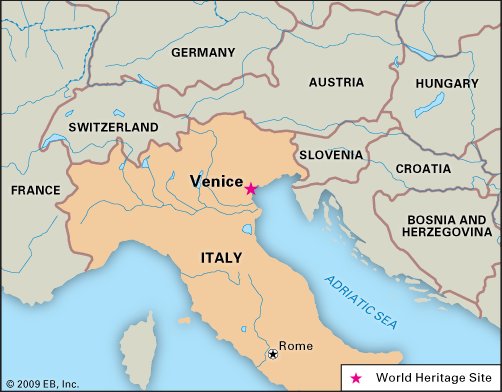 GERMANY
AUSTRIA
HUNGARY
SWITZERLAND
SLOVENIA
CROATIA
Venice
FRANCE
BOSNIA AND
HERZEGOVINA
ITALY
ADRIATIC SEA
Rome
World Heritage Site
© 2009 EB, Inc.